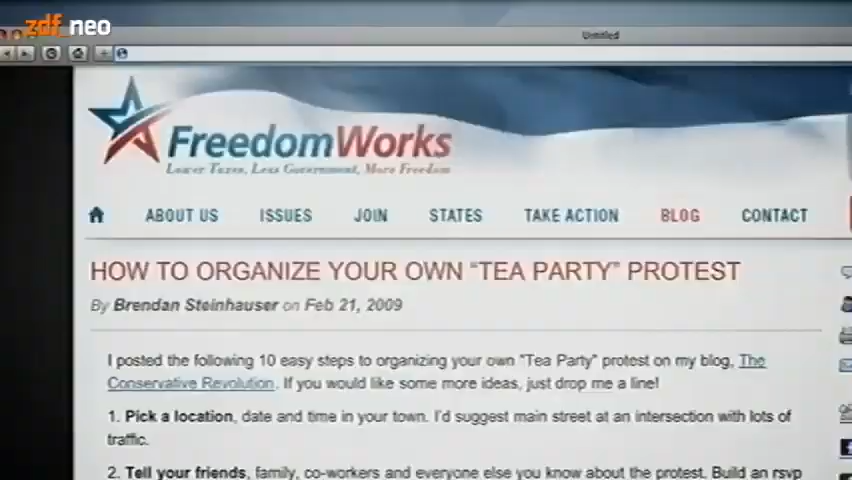 zdf_neo
Untitled
FreedomWorks
Lower Taxes, Less Government, More Freedom
ABOUT US ISSUES JOIN STATES TAKE ACTION BLOG CONTACT
HOW TO ORGANIZE YOUR OWN “TEA PARTY” PROTEST
By Brendan Steinhauser on Feb 21, 2009
I posted the following 10 easy steps to organizing your own "Tea Party" protest on my blog, The
Conservative Revolution. If you would like some more ideas, just drop me a line!
1. Pick a location, date and time in your town. I'd suggest main street at an intersection with lots of
traffic.
2. Tell your friends, family, co-workers and everyone else you know about the protest. Build an rsvp